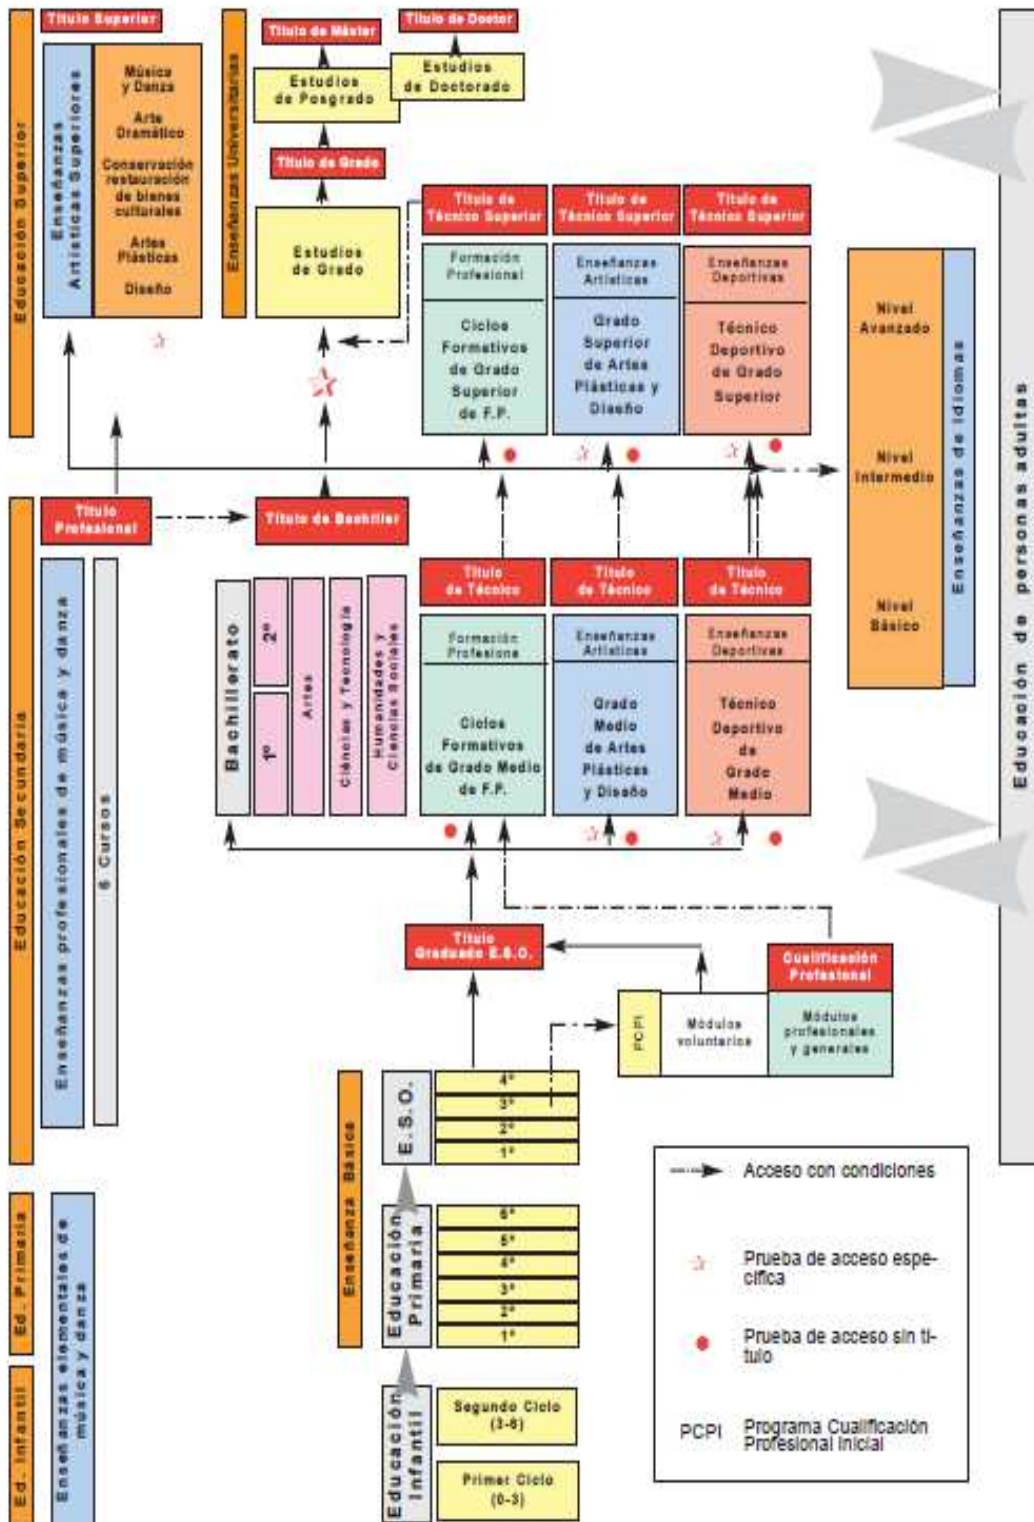 Título Superior
Educación Superior
Enseñanzas
Artísticas Superiores
Música
y Danza
Arte
Dramático
Conservación
restauración
de bienes
culturales
Artes
Plásticas
Diseño
Enseñanzas Universitarias
Título de Máster
Título de Doctor
Estudios
de Posgrado
Estudios
de Doctorado
Título de Grado
Estudios
de Grado
Título de
Técnico Superior
Título de
Técnico Superior
Título de
Técnico Superior
Formación
Profesional
Ciclos
Formativos
de Grado
Superior
de F.P.
Enseñanzas
Artísticas
Grado
Superior
de Artes
Plásticas y
Diseño
Enseñanzas
Deportivas
Técnico
Deportivo
de Grado
Superior
Nivel
Avanzado
Nivel
Intermedio
Nivel
Básico
Enseñanzas de Idiomas
Educación de personas adultas
Educación Secundaria
Título
Profesional
Título de Bachiller
Enseñanzas profesionales de música y danza
6 Cursos
Bachillerato
1º
2º
Artes
Ciéncias y Tecnología
Humanidades y
Ciencias Sociales
Título
de Técnico
Título
de Técnico
Título
de Técnico
Formación
Profesiona
Ciclos
Formativos
de Grado Medio
de F.P.
Enseñanzas
Artísticas
Grado
Medio
de Artes
Plásticas
y Diseño
Enseñanzas
Deportivas
Técnico
Deportivo
de
Grado
Medio
Título
Graduado E.S.O.
Cualificación
Profesional
PCPI
Módulos
voluntarios
Módulos
profesionales
y generales
Enseñanza Básica
E.S.O.
4º
3º
2º
1º
Educación
Primaria
6º
5º
4º
3º
2º
1º
Educación
Infantil
Segundo Ciclo
(3-6)
Primer Ciclo
(0-3)
Ed. Primaria
Ed. Infantil
Enseñanzas elementales de
música y danza
Acceso con condiciones
Prueba de acceso espe-
cífica
Prueba de acceso sin tí-
tulo
PCPI Programa Cualificación
Profesional Inicial